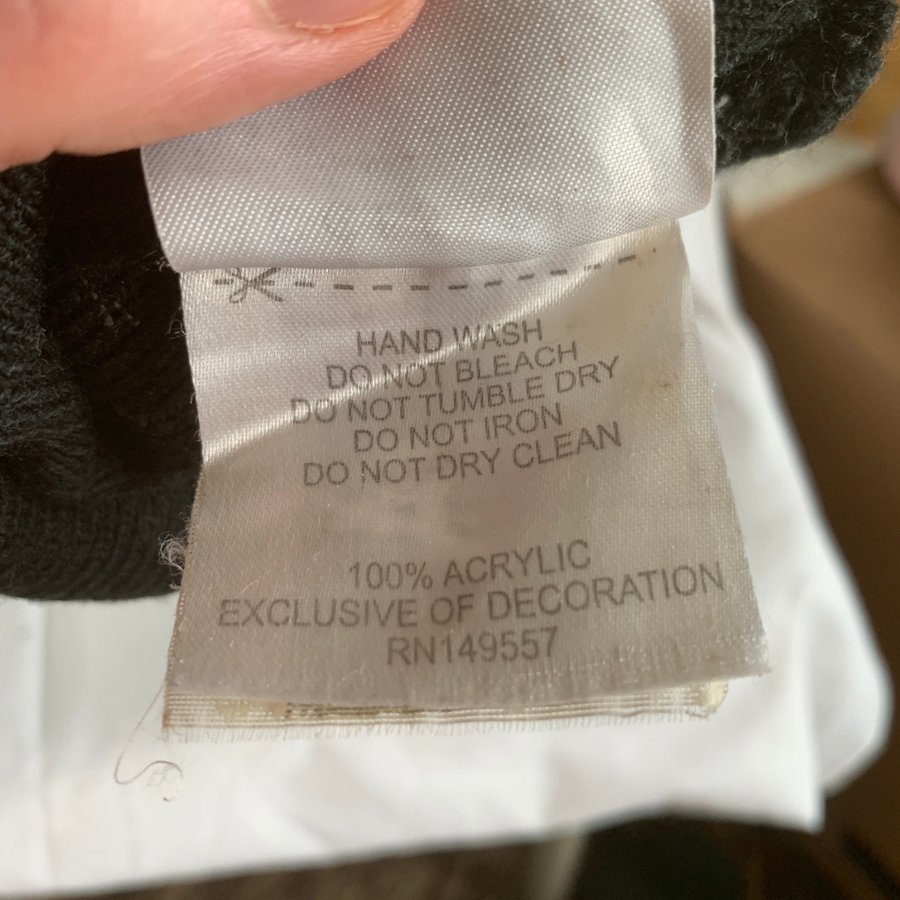 HAND WASH
DO NOT BLEACH
DO NOT TUMBLE DRY
DO NOT IRON
DO NOT DRY CLEAN
100% ACRYLIC
EXCLUSIVE OF DECORATION
RN149557